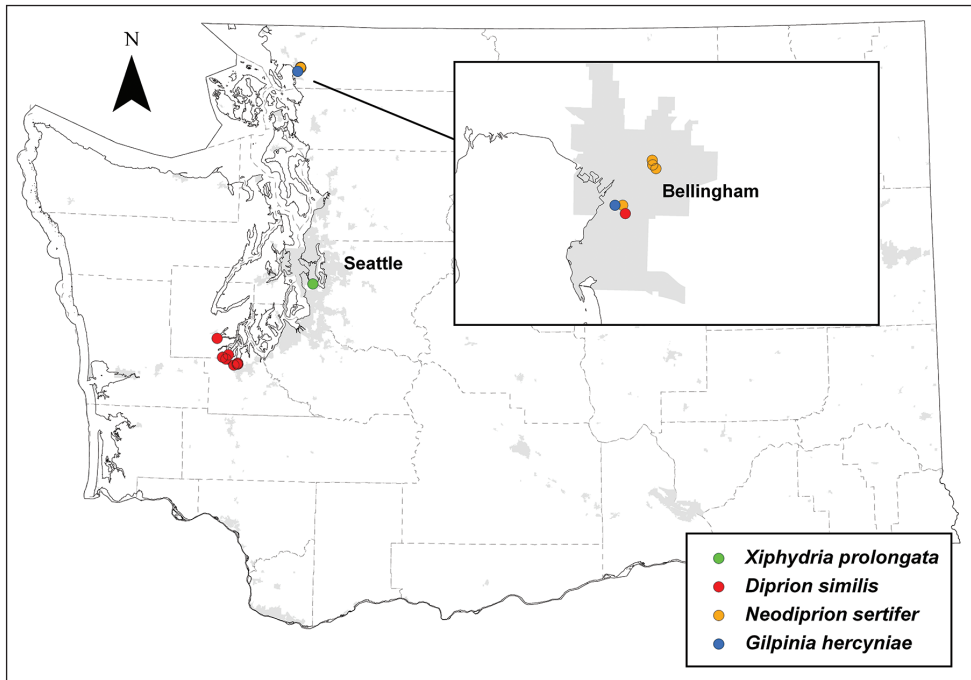 N
Bellingham
Seattle
Xiphydria prolongata
Diprion similis
Neodiprion sertifer
Gilpinia hercyniae